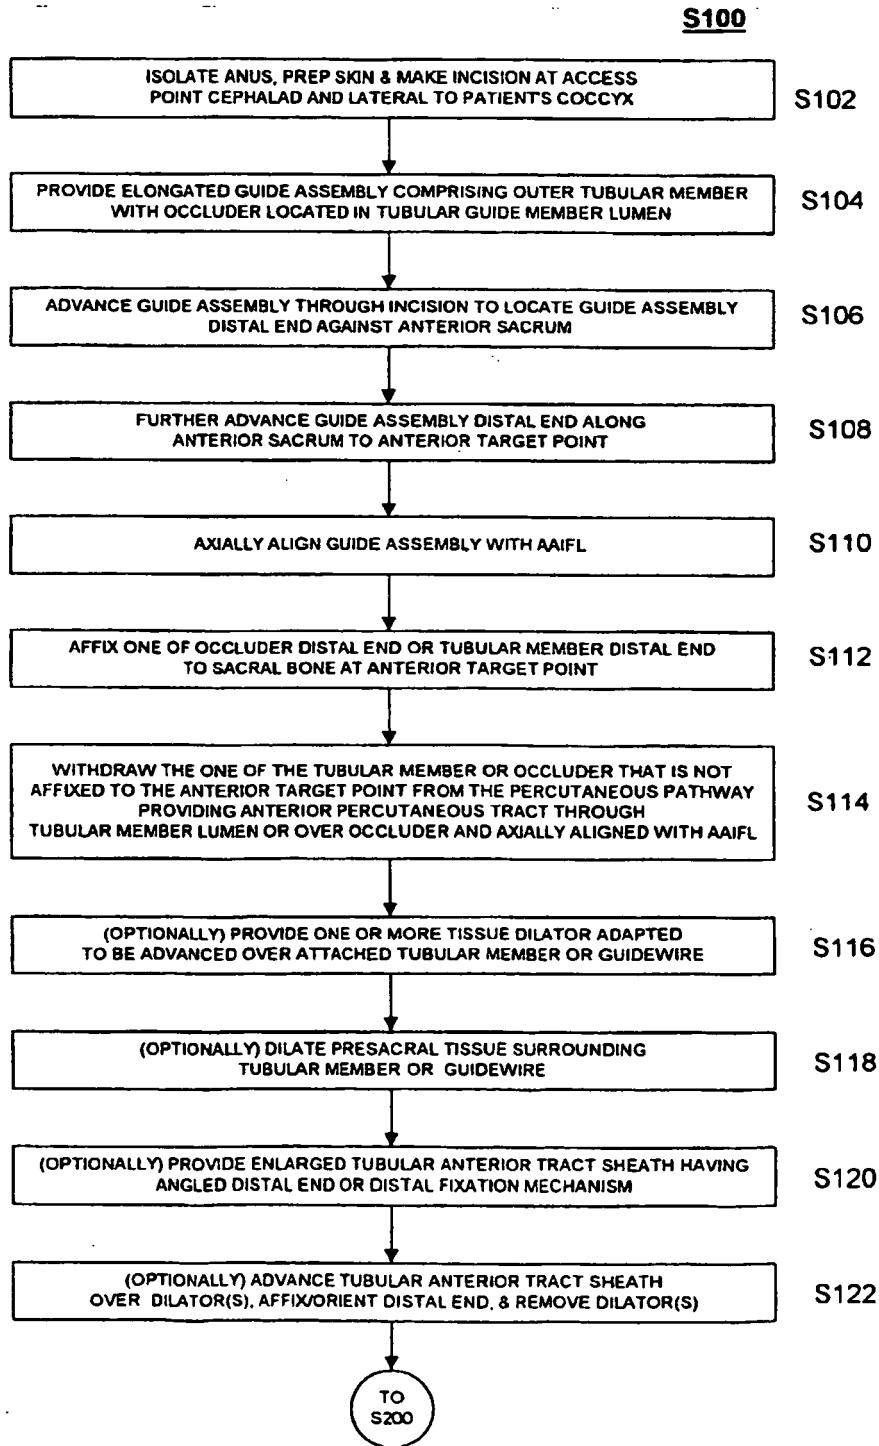 S100
ISOLATE ANUS, PREP SKIN & MAKE INCISION AT ACCESS
POINT CEPHALAD AND LATERAL TO PATIENT'S COCCYX
S102
PROVIDE ELONGATED GUIDE ASSEMBLY COMPRISING OUTER TUBULAR MEMBER
WITH OCCLUDER LOCATED IN TUBULAR GUIDE MEMBER LUMEN
S104
ADVANCE GUIDE ASSEMBLY THROUGH INCISION TO LOCATE GUIDE ASSEMBLY
DISTAL END AGAINST ANTERIOR SACRUM
S106
FURTHER ADVANCE GUIDE ASSEMBLY DISTAL END ALONG
ANTERIOR SACRUM TO ANTERIOR TARGET POINT
S108
AXIALLY ALIGN GUIDE ASSEMBLY WITH AAIFL
S110
AFFIX ONE OF OCCLUDER DISTAL END OR TUBULAR MEMBER DISTAL END
TO SACRAL BONE AT ANTERIOR TARGET POINT
S112
WITHDRAW THE ONE OF THE TUBULAR MEMBER OR OCCLUDER THAT IS NOT
AFFIXED TO THE ANTERIOR TARGET POINT FROM THE PERCUTANEOUS PATHWAY
PROVIDING ANTERIOR PERCUTANEOUS TRACT THROUGH
TUBULAR MEMBER LUMEN OR OVER OCCLUDER AND AXIALLY ALIGNED WITH AAIFL
S114
(OPTIONALLY) PROVIDE ONE OR MORE TISSUE DILATOR ADAPTED
TO BE ADVANCED OVER ATTACHED TUBULAR MEMBER OR GUIDEWIRE
S116
(OPTIONALLY) DILATE PRESACRAL TISSUE SURROUNDING
TUBULAR MEMBER OR GUIDEWIRE
S118
(OPTIONALLY) PROVIDE ENLARGED TUBULAR ANTERIOR TRACT SHEATH HAVING
ANGLED DISTAL END OR DISTAL FIXATION MECHANISM
S120
(OPTIONALLY) ADVANCE TUBULAR ANTERIOR TRACT SHEATH
OVER DILATOR(S), AFFIX/ORIENT DISTAL END, & REMOVE DILATOR(S)
S122
TO
S200